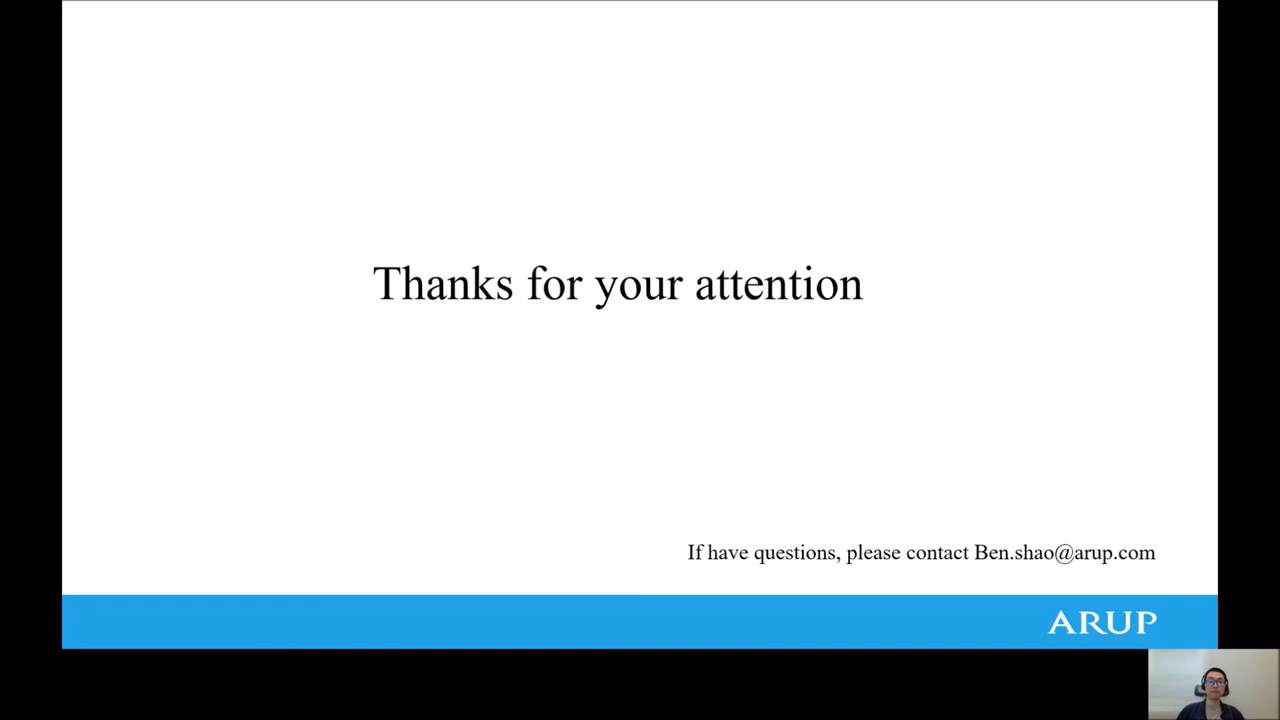 Thanks for your attention
If have questions, please contact Ben.shao@arup.com
ARUP